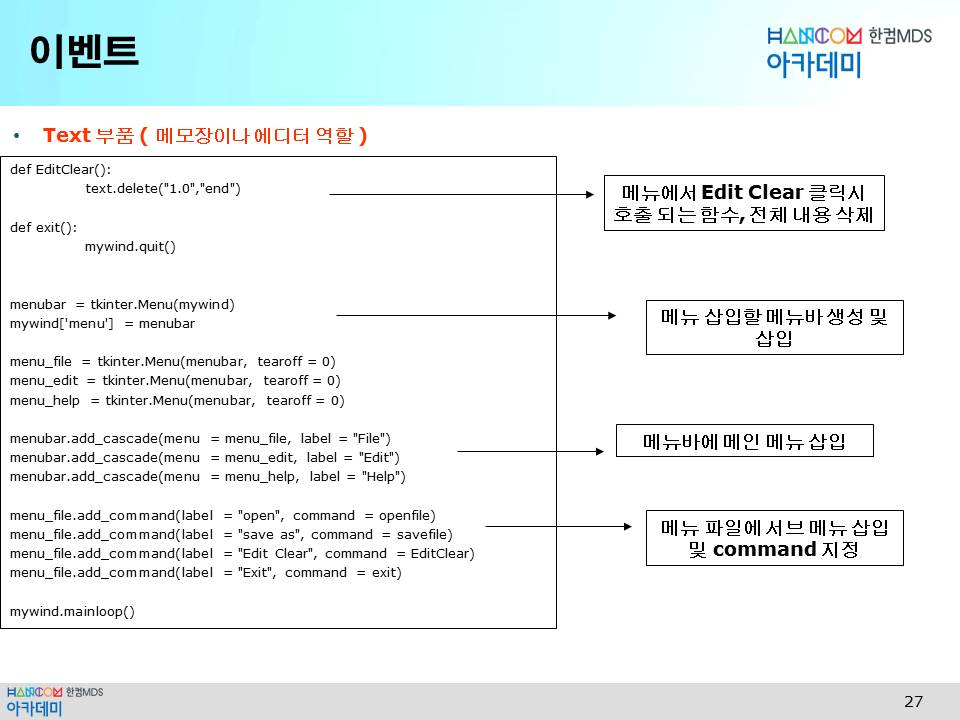 이벤트
HANCOM 한컴MDS
아카데미
• Text 부품 ( 메모장이나 에디터 역할 )
def EditClear():
text.delete("1.0","end")
def exit():
mywind.quit()
menubar = tkinter.Menu(mywind)
mywind['menu'] = menubar
menu_file = tkinter.Menu(menubar, tearoff = 0)
menu_edit = tkinter.Menu(menubar, tearoff = 0)
menu_help = tkinter.Menu(menubar, tearoff = 0)
menubar.add_cascade(menu = menu_file, label = "File")
menubar.add_cascade(menu = menu_edit, label = "Edit")
menubar.add_cascade(menu = menu_help, label = "Help")
menu_file.add_command(label = "open", command = openfile)
menu_file.add_command(label = "save as", command = savefile)
menu_file.add_command(label = "Edit Clear", command = EditClear)
menu_file.add_command(label = "Exit", command = exit)
mywind.mainloop()
메뉴에서 Edit Clear 클릭시
호출 되는 함수, 전체 내용 삭제
메뉴 삽입할 메뉴바 생성 및
삽입
메뉴바에 메인 메뉴 삽입
메뉴 파일에 서브 메뉴 삽입
및 command 지정
HANCOM 한컴MDS
아카데미
27